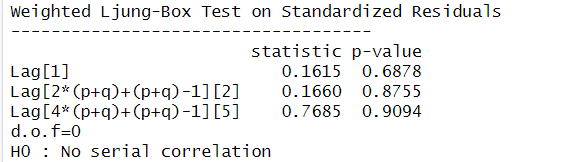 Weighted Ljung-Box Test on Standardized Residuals
------------------------------------
                        statistic p-value
Lag[1]                     0.1615  0.6878
Lag[2*(p+q)+(p+q)-1][2]    0.1660  0.8755
Lag[4*(p+q)+(p+q)-1][5]    0.7685  0.9094
d.o.f=0
H0 : No serial correlation